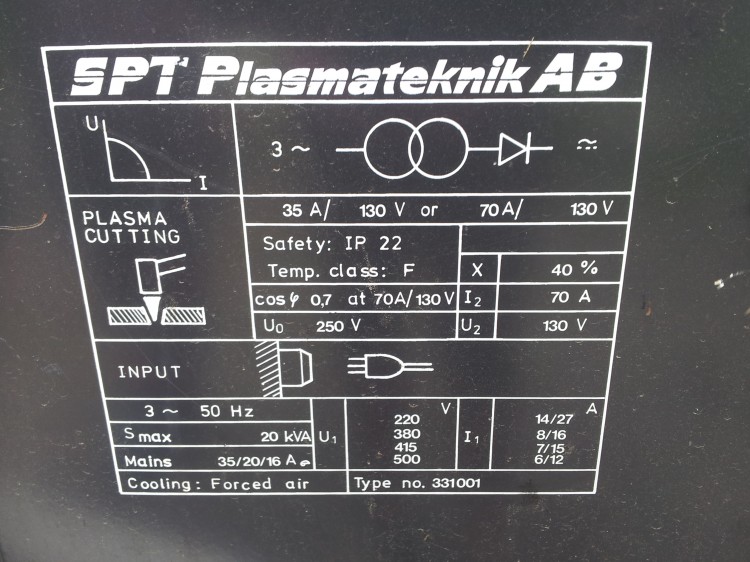 SPT Plasmateknik AB
U
I
3 ~
35 A/ 130 V or 70 A/ 130 V
PLASMA
CUTTING
Safety: IP 22
Temp. class: F X 40 %
cos φ 0,7 at 70A/130V I2 70 A
U0 250 V U2 130 V
INPUT
3 ~ 50 Hz
Smax 20 kVA
Mains 35/20/16 A
U1
V
220
380
415
500
I1
A
14/27
8/16
7/15
6/12
Cooling: Forced air
Type no. 331001